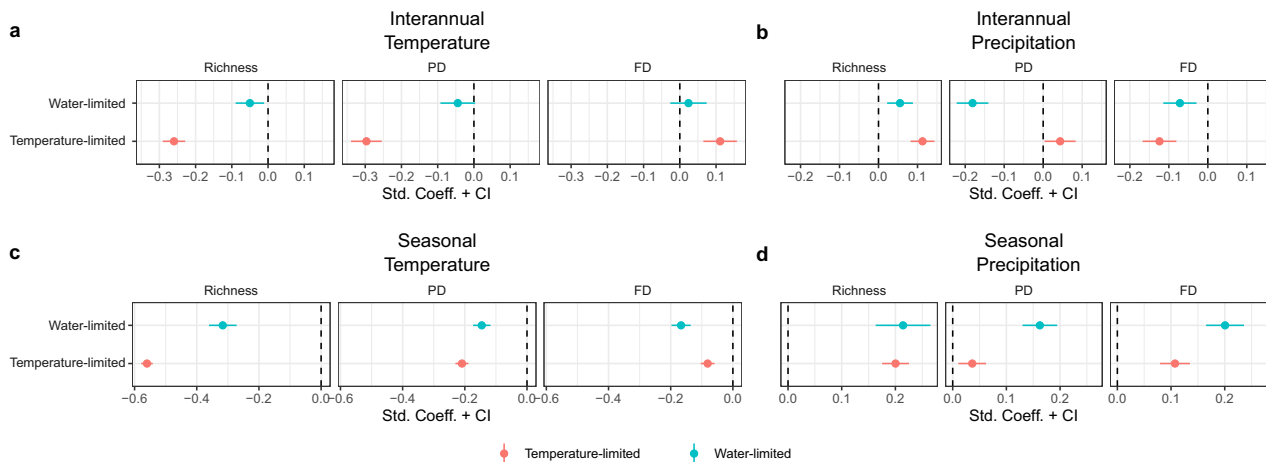 a
Interannual
Temperature
Richness
PD
FD
Water-limited
Temperature-limited
−0.3 −0.2 −0.1 0.0 0.1
−0.3 −0.2 −0.1 0.0 0.1
−0.3 −0.2 −0.1 0.0 0.1
Std. Coeff. + CI
b
Interannual
Precipitation
Richness
PD
FD
−0.2 −0.1 0.0 0.1
−0.2 −0.1 0.0 0.1
−0.2 −0.1 0.0 0.1
Std. Coeff. + CI
c
Seasonal
Temperature
Richness
PD
FD
Water-limited
Temperature-limited
−0.6 −0.4 −0.2 0.0
−0.6 −0.4 −0.2 0.0
−0.6 −0.4 −0.2 0.0
Std. Coeff. + CI
d
Seasonal
Precipitation
Richness
PD
FD
0.0 0.1 0.2
0.0 0.1 0.2
0.0 0.1 0.2
Std. Coeff. + CI
Temperature-limited
Water-limited